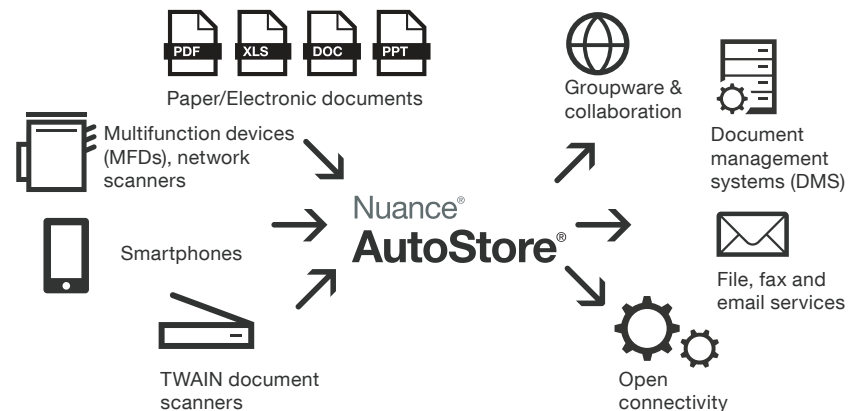 PDF XLS DOC PPT
Paper/Electronic documents
Multifunction devices
(MFDs), network
scanners
Smartphones
TWAIN document
scanners
Nuance®
AutoStore®
Groupware &
collaboration
Document
management
systems (DMS)
File, fax and
email services
Open
connectivity